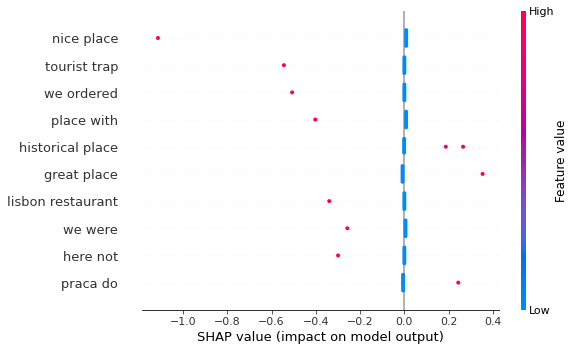 High
nice place
tourist trap
we ordered
place with
historical place
great place
lisbon restaurant
we were
here not
praca do
Low
Feature value
−1.0 −0.8 −0.6 −0.4 −0.2 0.0 0.2 0.4
SHAP value (impact on model output)